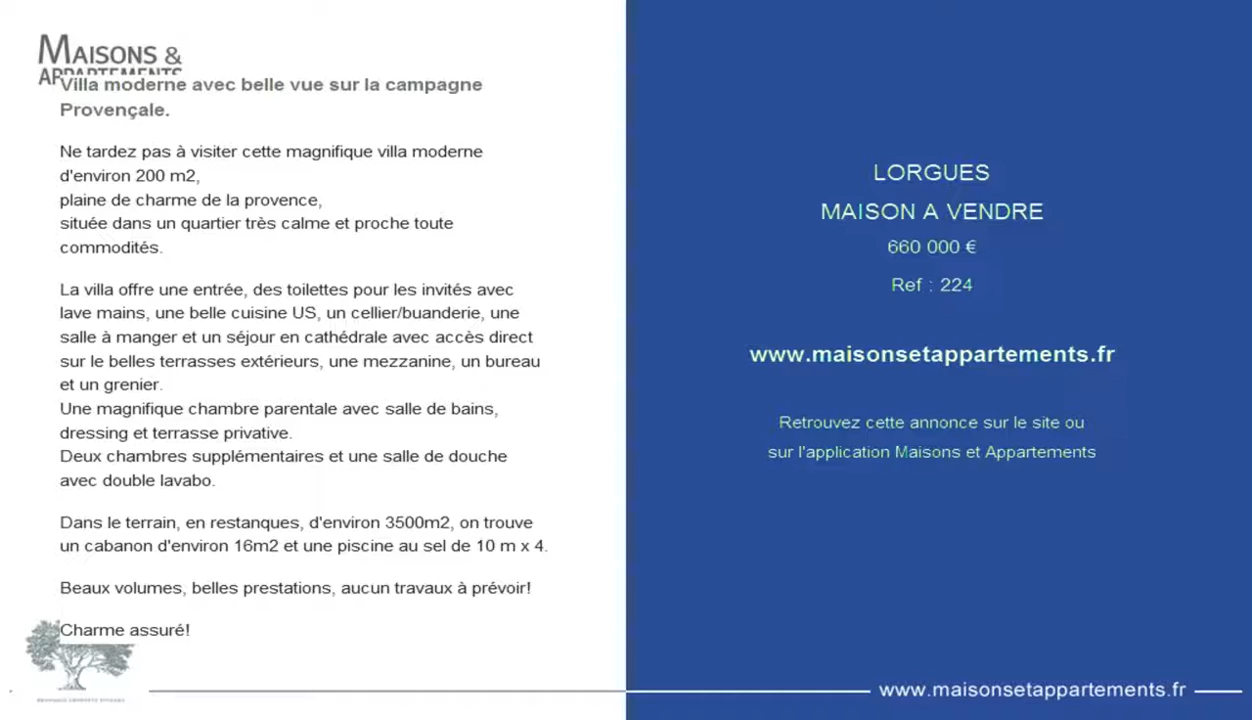 MAISONS &
APPARTEMENTS
Villa moderne avec belle vue sur la campagne
Provençale.
Ne tardez pas à visiter cette magnifique villa moderne
d'environ 200 m2,
plaine de charme de la provence,
située dans un quartier très calme et proche toute
commodités.
La villa offre une entrée, des toilettes pour les invités avec
lave mains, une belle cuisine US, un cellier/buanderie, une
salle à manger et un séjour en cathédrale avec accès direct
sur le belles terrasses extérieurs, une mezzanine, un bureau
et un grenier.
Une magnifique chambre parentale avec salle de bains,
dressing et terrasse privative.
Deux chambres supplémentaires et une salle de douche
avec double lavabo.
Dans le terrain, en restanques, d'environ 3500m2, on trouve
un cabanon d'environ 16m2 et une piscine au sel de 10 m x 4.
Beaux volumes, belles prestations, aucun travaux à prévoir!
Charme assuré!
LORGUES
MAISON A VENDRE
660 000 €
Ref : 224
www.maisonsetappartements.fr
Retrouvez cette annonce sur le site ou
sur l'application Maisons et Appartements
www.maisonsetappartements.fr